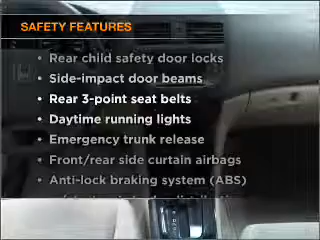 SAFETY FEATURES
• Rear child safety door locks
• Side-impact door beams
• Rear 3-point seat belts
• Daytime running lights
• Emergency trunk release
• Front/rear side curtain airbags
• Anti-lock braking system (ABS)